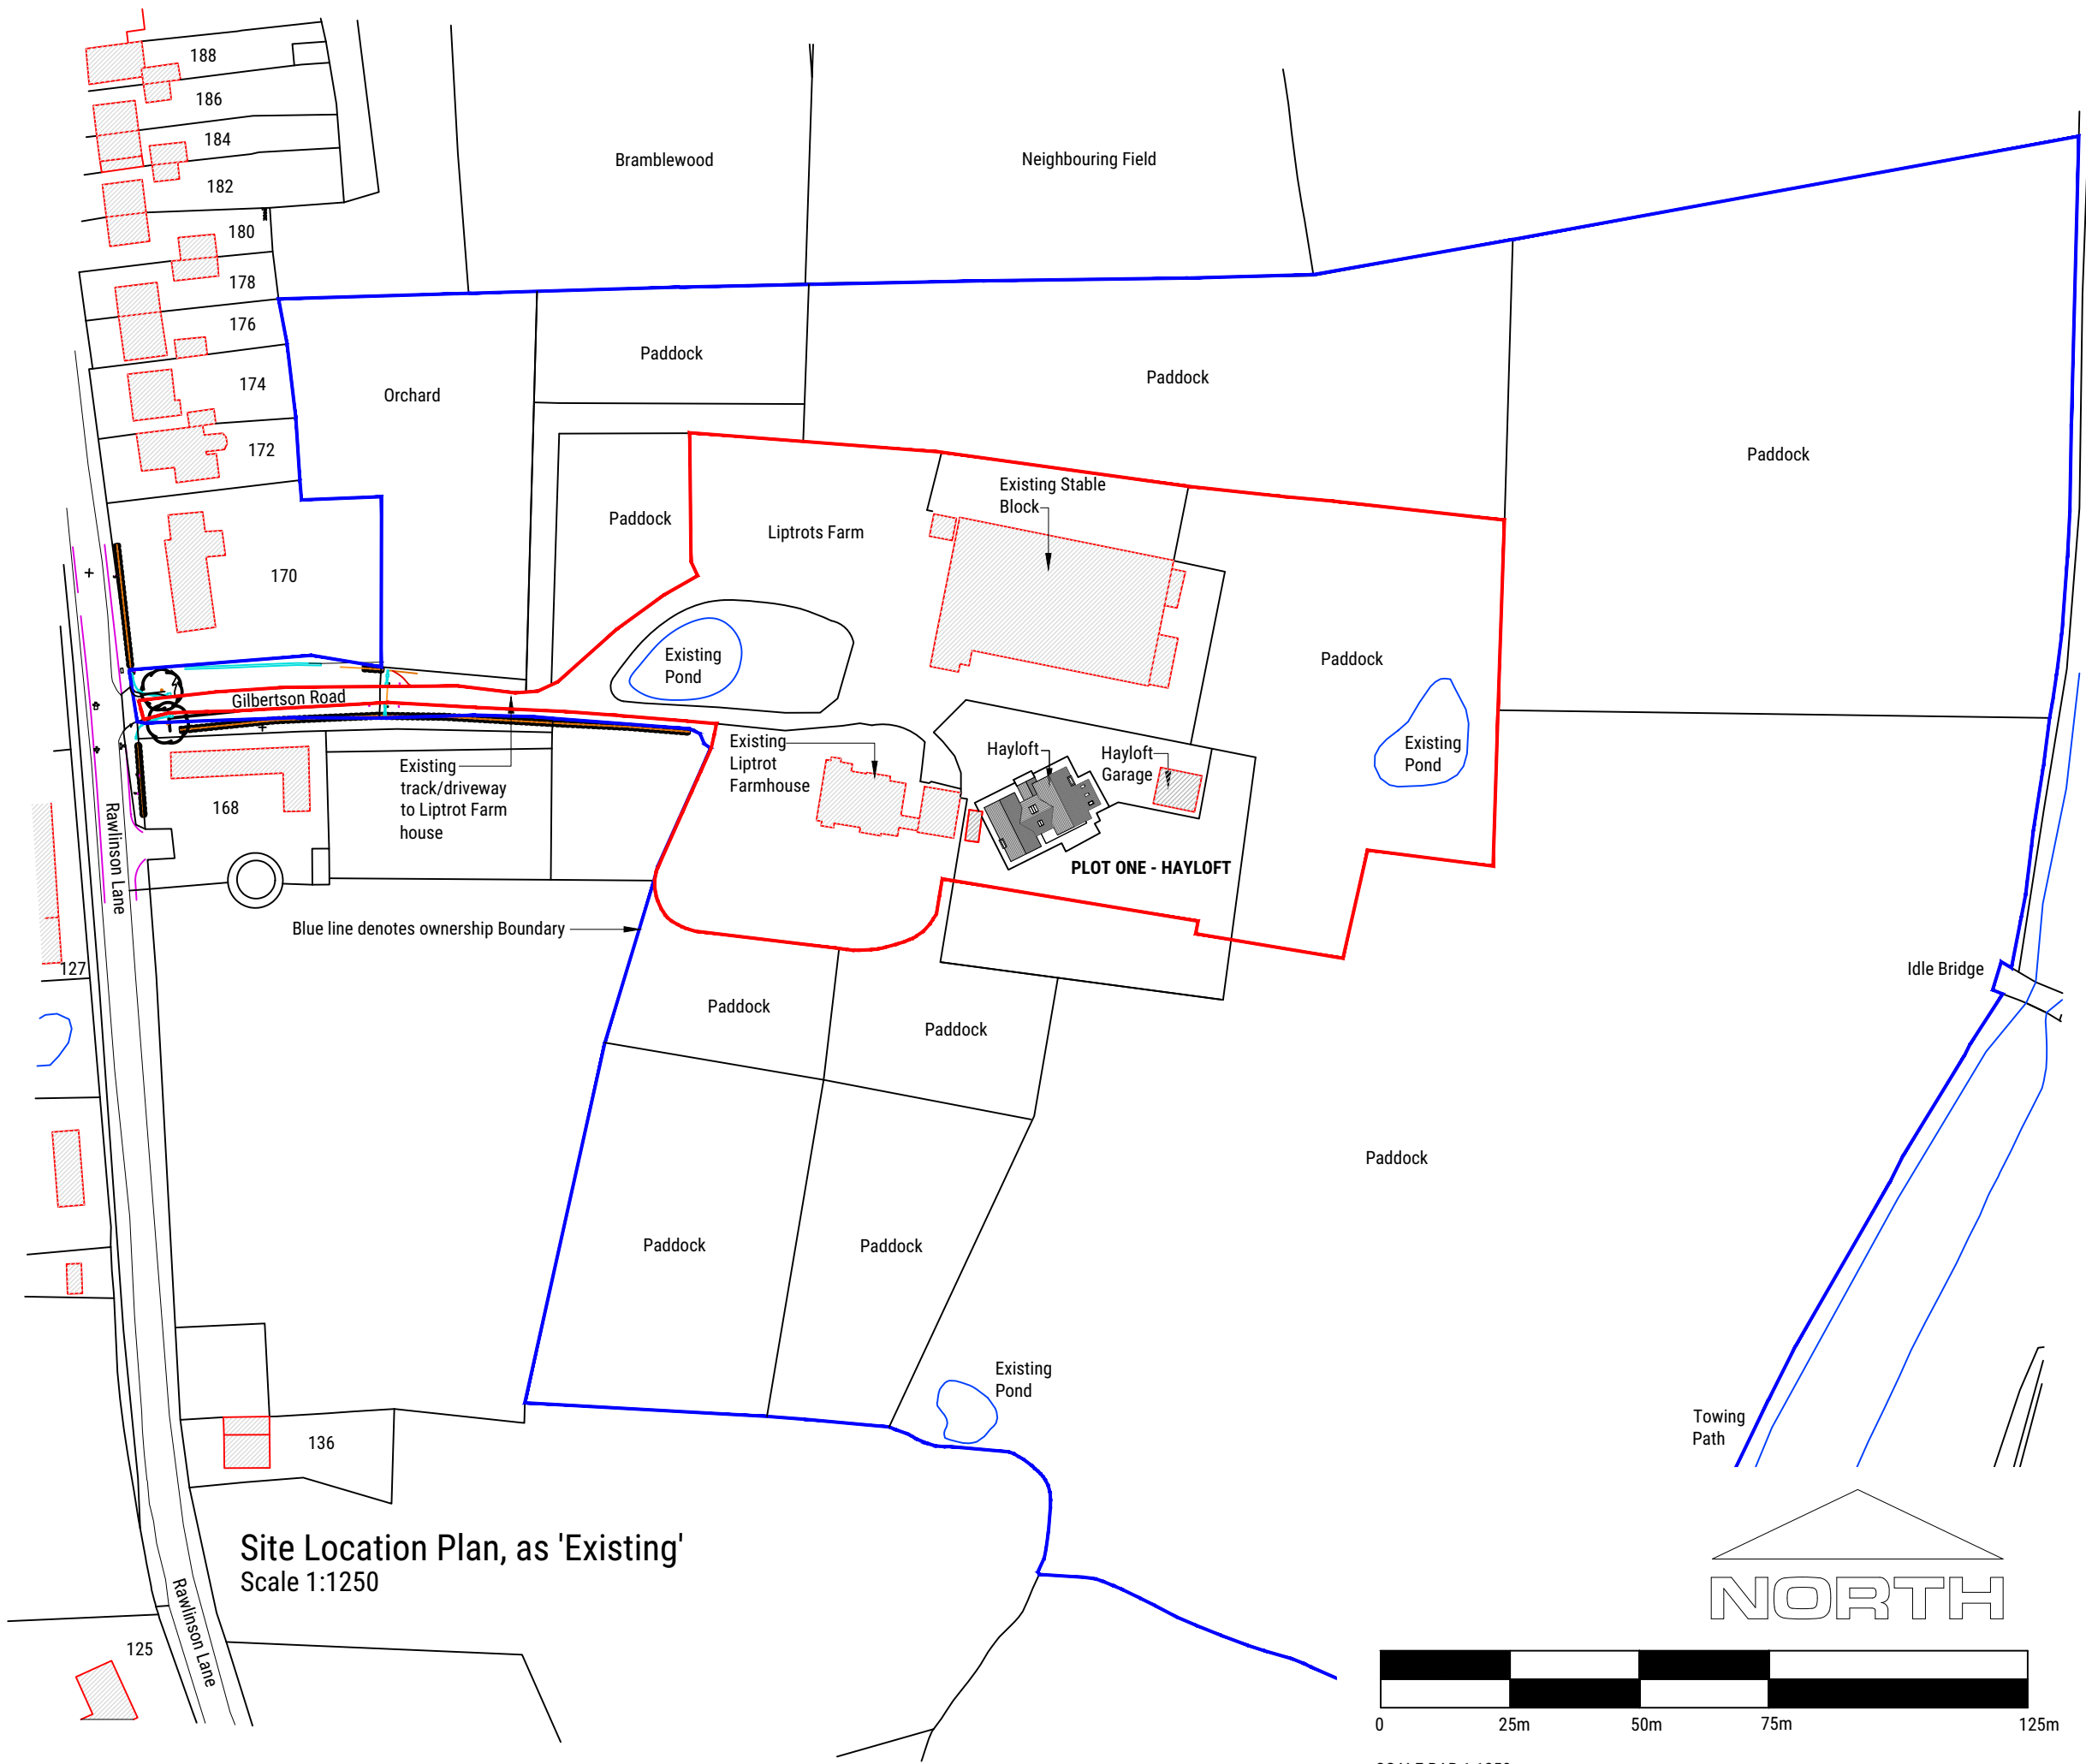 188
186
184
182
180
178
176
174
172
170
Bramblewood
Neighbouring Field
Orchard
Paddock
Paddock
Paddock
Paddock
Liptrots Farm
Existing Stable
Block
Existing
Pond
Gilbertson Road
Paddock
Existing
Pond
Existing
track/driveway
to Liptrot Farm
house
Existing
Liptrot
Farmhouse
Hayloft
Hayloft
Garage
PLOT ONE - HAYLOFT
168
Rawlinson Lane
Blue line denotes ownership Boundary
127
Idle Bridge
Paddock
Paddock
Paddock
Paddock
Paddock
Existing
Pond
Towing
Path
136
Site Location Plan, as 'Existing'
Scale 1:1250
Rawlinson Lane
125
NORTH
0
25m
50m
75m
125m